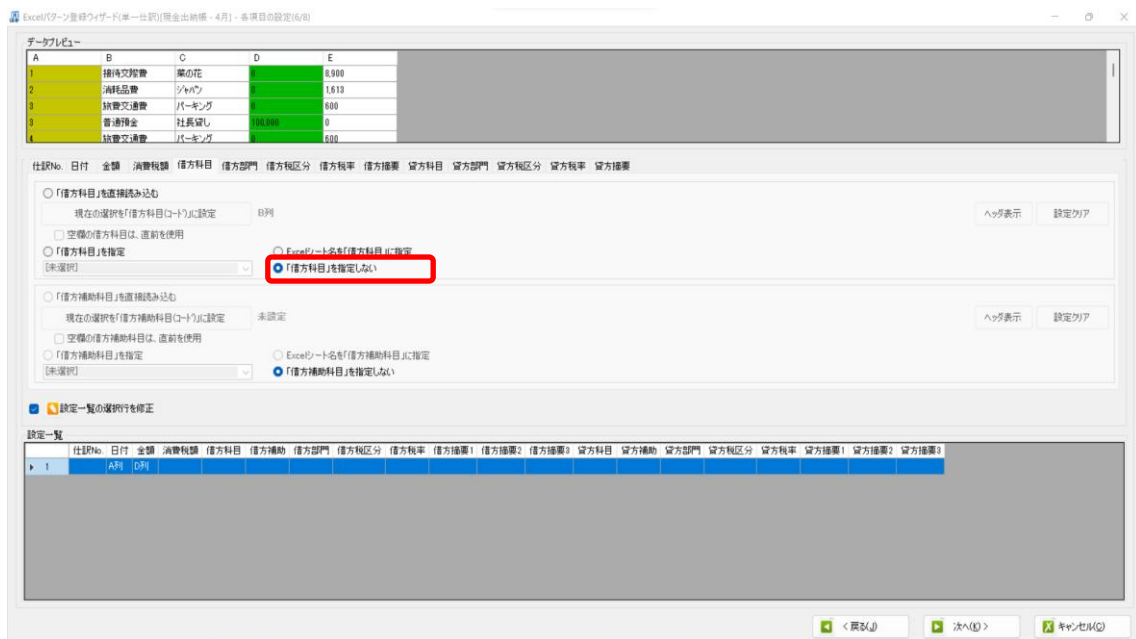 Excelパターン登録ウィザード(単一仕訳)[現金出納帳 - 4月] - 各項目の設定(6/8)
データプレビュー
A B C D E
1 接待交際費 菜の花 0 8,900
2 消耗品費 ジャパン 0 1,613
3 旅費交通費 パーキング 0 600
3 普通預金 社長貸し 100,000 0
4 旅費交通費 パーキング 0 600
仕訳No. 日付 金額 消費税額 借方科目 借方部門 借方税区分 借方税率 借方摘要 貸方科目 貸方部門 貸方税区分 貸方税率 貸方摘要
「借方科目」を直接読み込む
現在の選択を「借方科目(コード)」に設定 B列 ヘッダ表示 設定クリア
空欄の借方科目は、直前を使用
「借方科目」を指定 Excelシート名を「借方科目」に指定
[未選択] 「借方科目」を指定しない
「借方補助科目」を直接読み込む
現在の選択を「借方補助科目(コード)」に設定 未設定 ヘッダ表示 設定クリア
空欄の借方補助科目は、直前を使用
「借方補助科目」を指定 Excelシート名を「借方補助科目」に指定
[未選択] 「借方補助科目」を指定しない
設定一覧の選択行を修正
設定一覧
仕訳No. 日付 金額 消費税額 借方科目 借方補助 借方部門 借方税区分 借方税率 借方摘要1 借方摘要2 借方摘要3 貸方科目 貸方補助 貸方部門 貸方税区分 貸方税率 貸方摘要1 貸方摘要2 貸方摘要3
1 A列 D列
< 戻る(J) 次へ(K) > キャンセル(C)